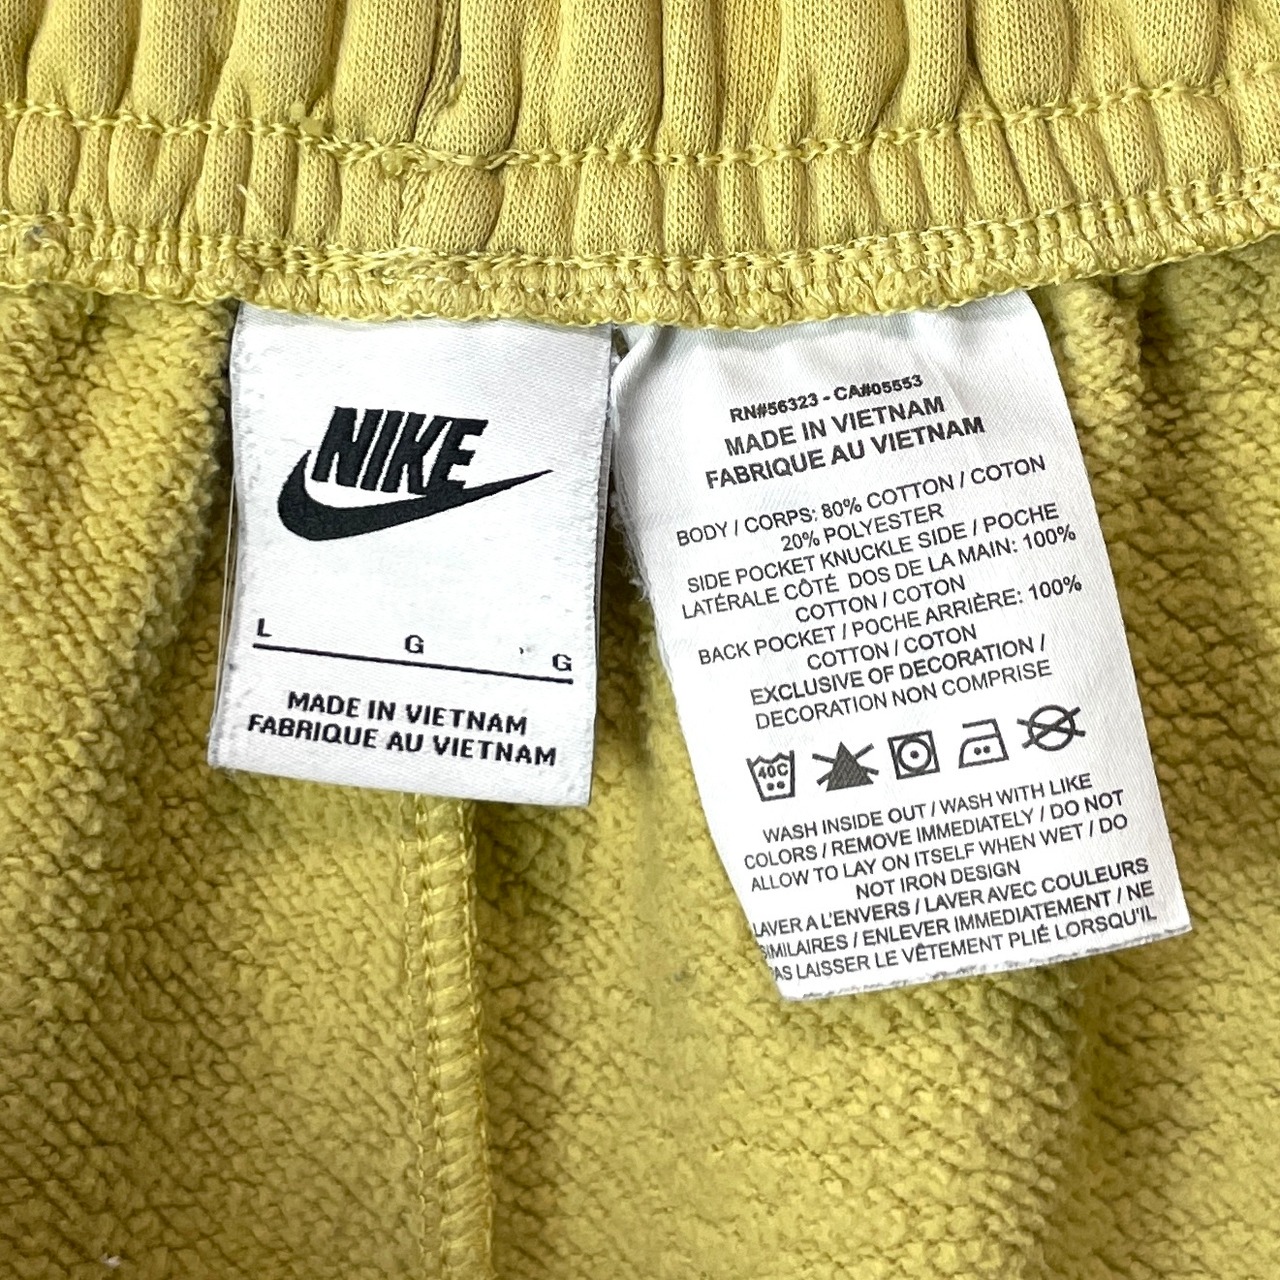 NIKE
L G G
MADE IN VIETNAM
FABRIQUE AU VIETNAM
RN#56323 - CA#05553
MADE IN VIETNAM
FABRIQUE AU VIETNAM
BODY / CORPS: 80% COTTON / COTON
20% POLYESTER
SIDE POCKET KNUCKLE SIDE / POCHE
LATÉRALE CÔTÉ DOS DE LA MAIN: 100%
COTTON / COTON
BACK POCKET / POCHE ARRIÈRE: 100%
COTTON / COTON
EXCLUSIVE OF DECORATION /
DECORATION NON COMPRISE
40C
WASH INSIDE OUT / WASH WITH LIKE
COLORS / REMOVE IMMEDIATELY / DO NOT
ALLOW TO LAY ON ITSELF WHEN WET / DO
NOT IRON DESIGN
LAVER A L'ENVERS / LAVER AVEC COULEURS
SIMILAIRES / ENLEVER IMMEDIATEMENT / NE
PAS LAISSER LE VÊTEMENT PLIÉ LORSQU'IL